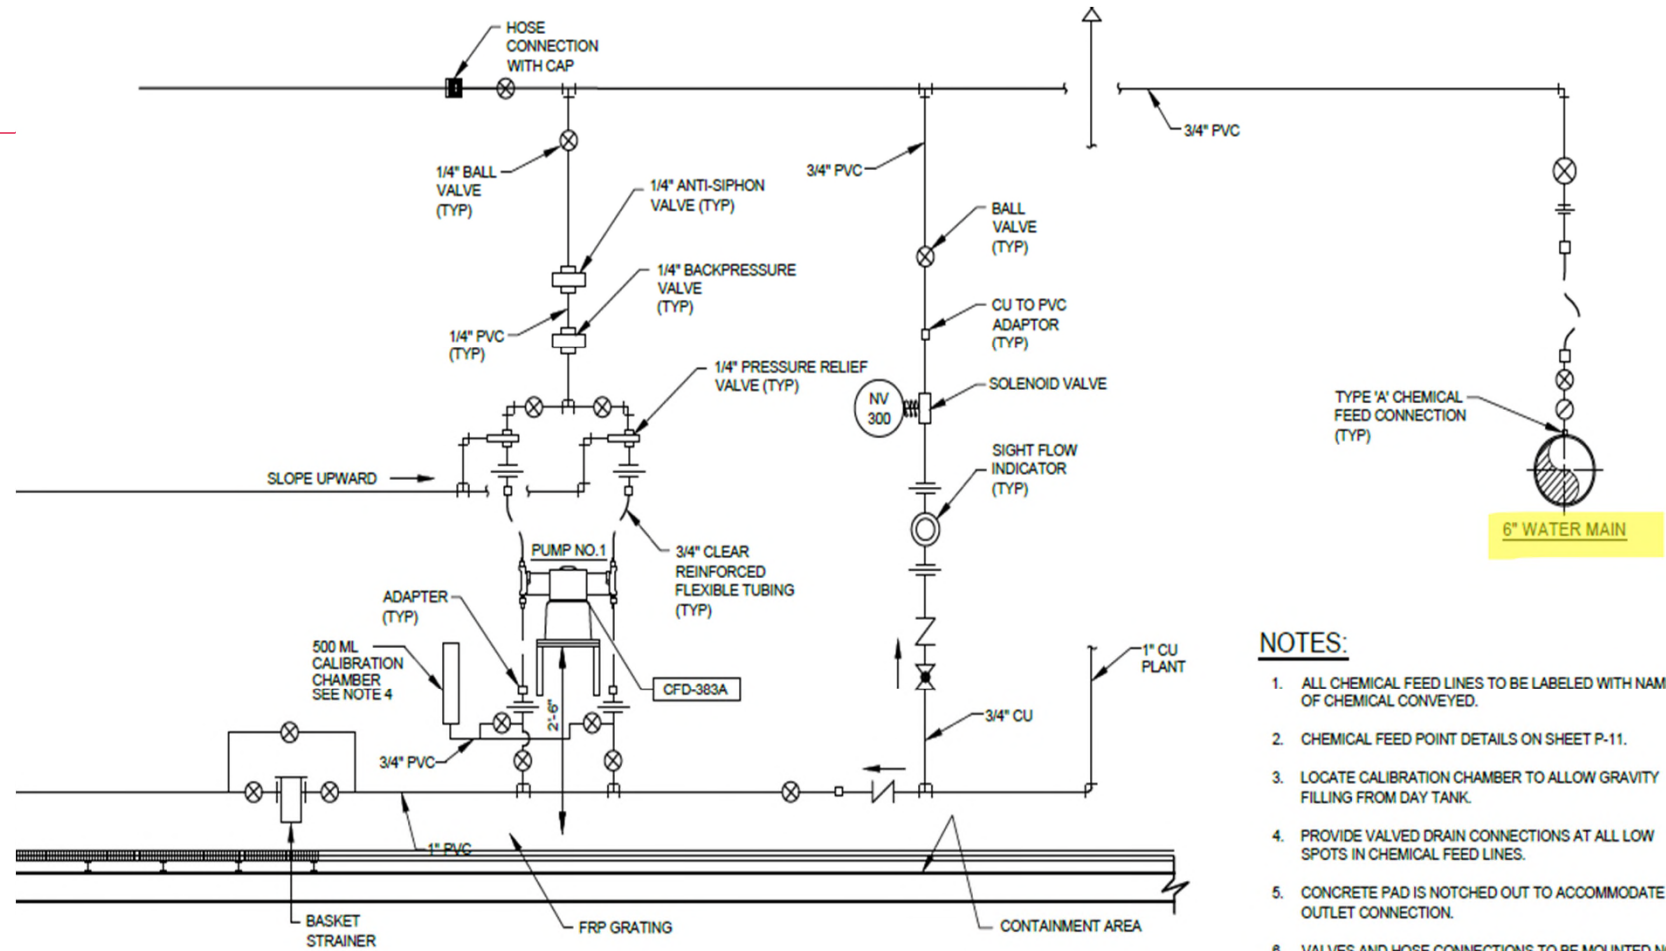 HOSE
CONNECTION
WITH CAP
3/4" PVC
1/4" BALL
VALVE
(TYP)
3/4" PVC
1/4" ANTI-SIPHON
VALVE (TYP)
BALL
VALVE
(TYP)
1/4" BACKPRESSURE
VALVE
(TYP)
1/4" PVC
(TYP)
CU TO PVC
ADAPTOR
(TYP)
1/4" PRESSURE RELIEF
VALVE (TYP)
SOLENOID VALVE
NV
300
TYPE 'A' CHEMICAL
FEED CONNECTION
(TYP)
SIGHT FLOW
INDICATOR
(TYP)
SLOPE UPWARD
6" WATER MAIN
PUMP NO.1
3/4" CLEAR
REINFORCED
FLEXIBLE TUBING
(TYP)
ADAPTER
(TYP)
500 ML
CALIBRATION
CHAMBER
SEE NOTE 4
CFD-383A
2'-6"
1" CU
PLANT
3/4" CU
3/4" PVC
1" PVC
BASKET
STRAINER
FRP GRATING
CONTAINMENT AREA
NOTES:
1. ALL CHEMICAL FEED LINES TO BE LABELED WITH NAM
OF CHEMICAL CONVEYED.
2. CHEMICAL FEED POINT DETAILS ON SHEET P-11.
3. LOCATE CALIBRATION CHAMBER TO ALLOW GRAVITY
FILLING FROM DAY TANK.
4. PROVIDE VALVED DRAIN CONNECTIONS AT ALL LOW
SPOTS IN CHEMICAL FEED LINES.
5. CONCRETE PAD IS NOTCHED OUT TO ACCOMMODATE
OUTLET CONNECTION.
6. VALVES AND HOSE CONNECTIONS TO BE MOUNTED